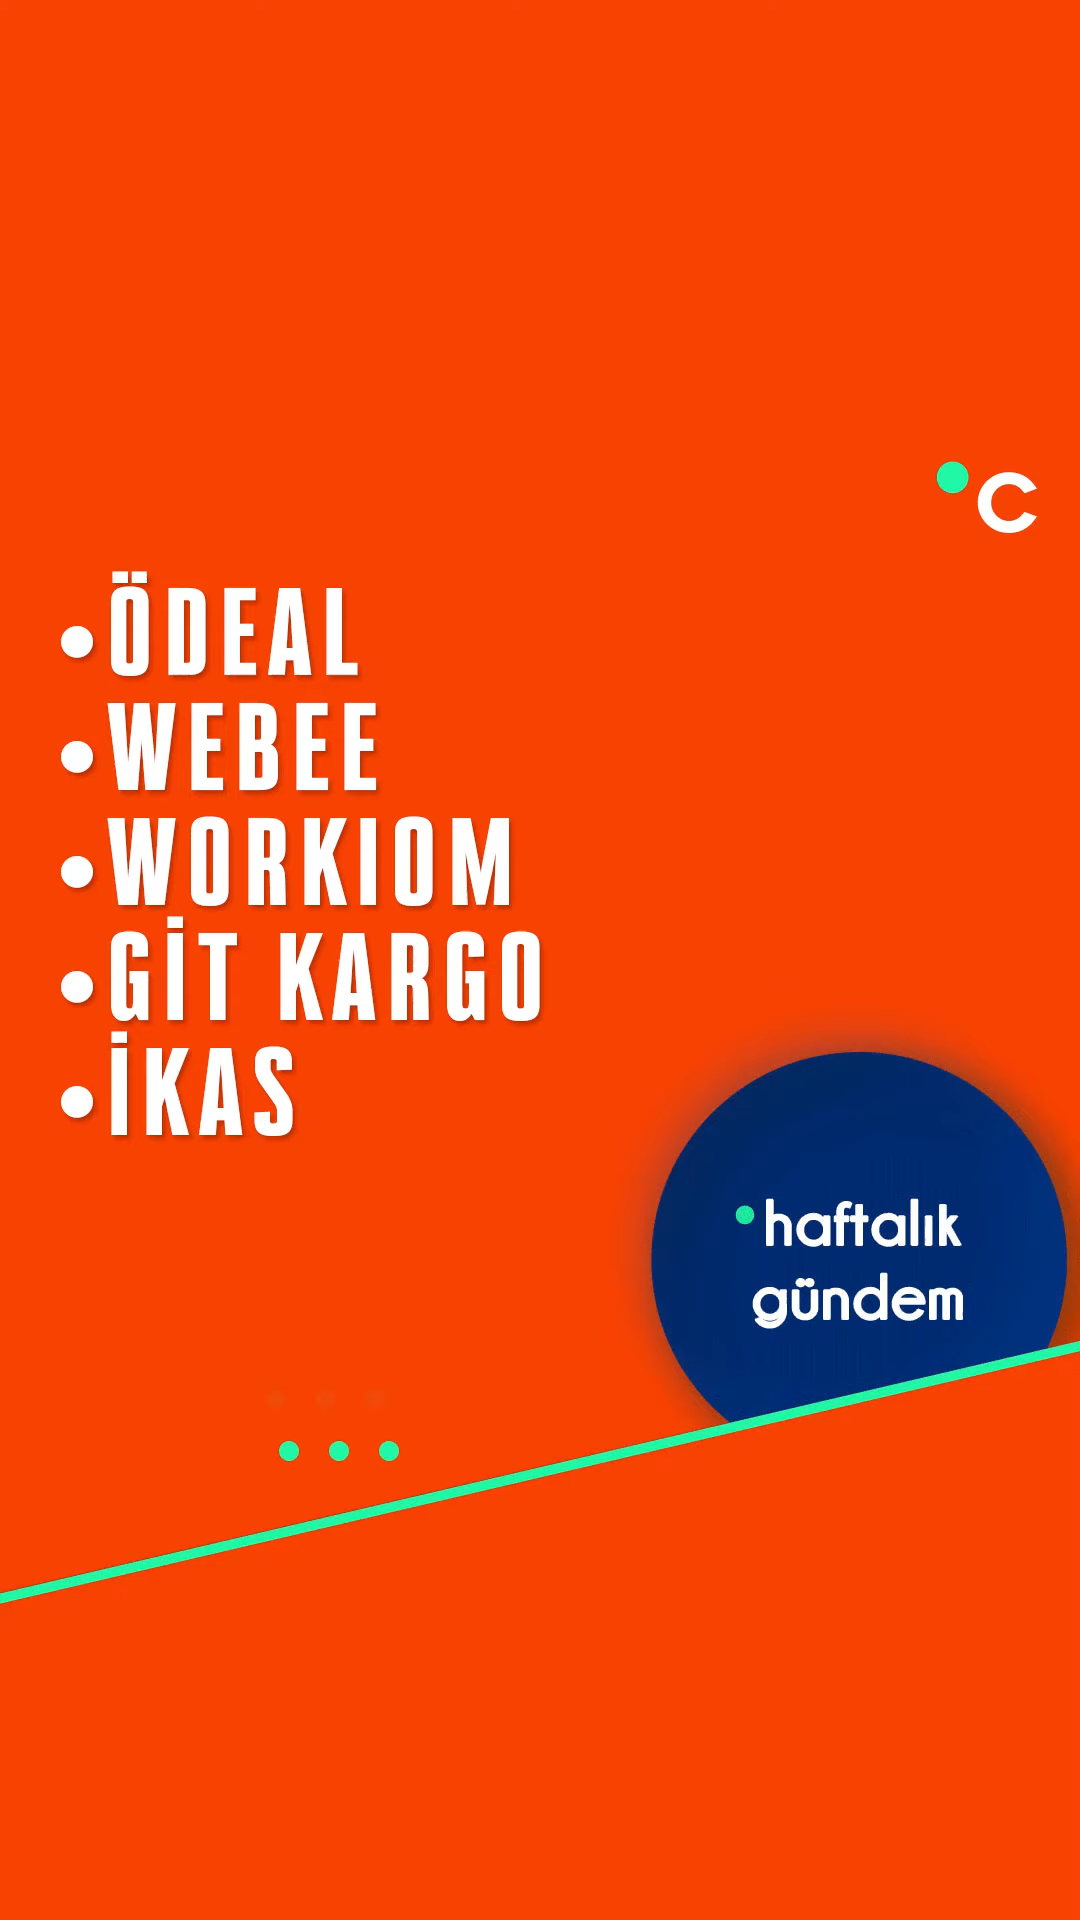 C
• ÖDEAL
• WEBEE
• WORKIOM
• GİT KARGO
• İKAS
haftalık
gündem